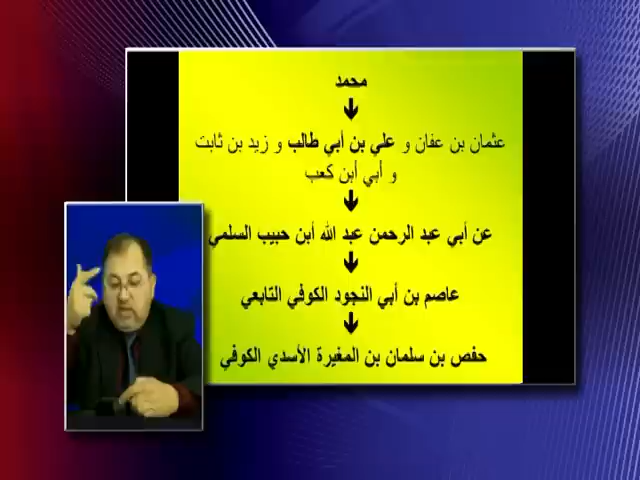 محمد
عثمان بن عفان و علي بن أبي طالب و زيد بن ثابت
و أبي أبن كعب
عن أبي عبد الرحمن عبد الله أبن حبيب السلمي
عاصم بن أبي النجود الكوفي التابعي
حفص بن سلمان بن المغيرة الأسدي الكوفي